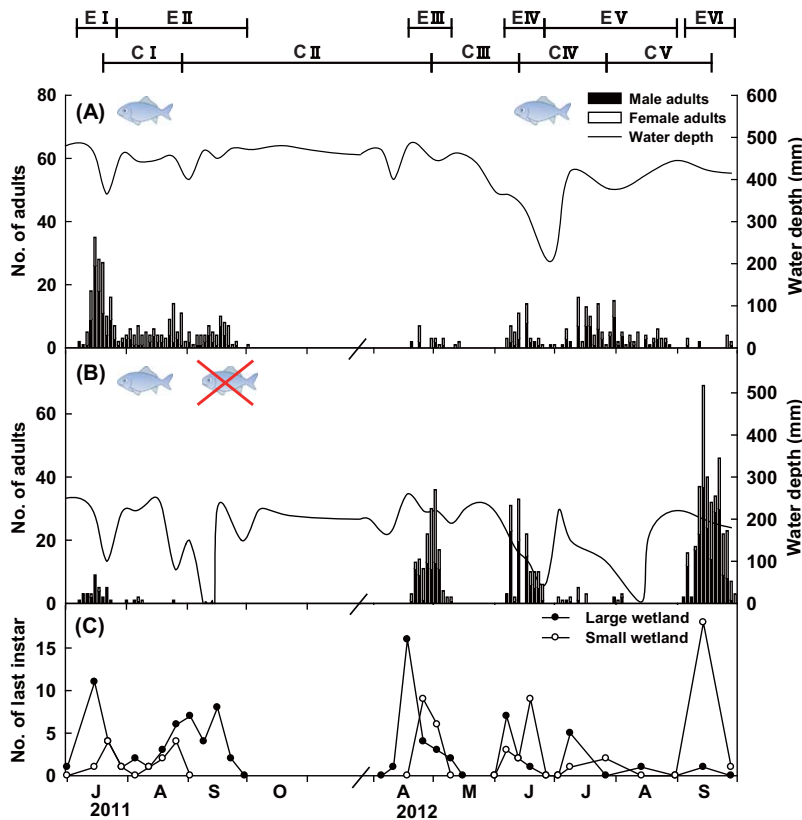 E Ⅰ E Ⅱ E Ⅲ E Ⅳ E Ⅴ E Ⅵ
C Ⅰ C Ⅱ C Ⅲ C Ⅳ C Ⅴ
(A)
Male adults
Female adults
Water depth
80
60
40
20
0
No. of adults
600
500
400
300
200
100
0
Water depth (mm)
(B)
60
40
20
0
No. of adults
500
400
300
200
100
0
Water depth (mm)
(C)
Large wetland
Small wetland
15
10
5
0
No. of last instar
J A S O A M J J A S
2011 2012